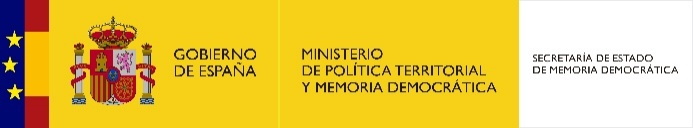 GOBIERNO
DE ESPAÑA
MINISTERIO
DE POLÍTICA TERRITORIAL
Y MEMORIA DEMOCRÁTICA
SECRETARÍA DE ESTADO
DE MEMORIA DEMOCRÁTICA